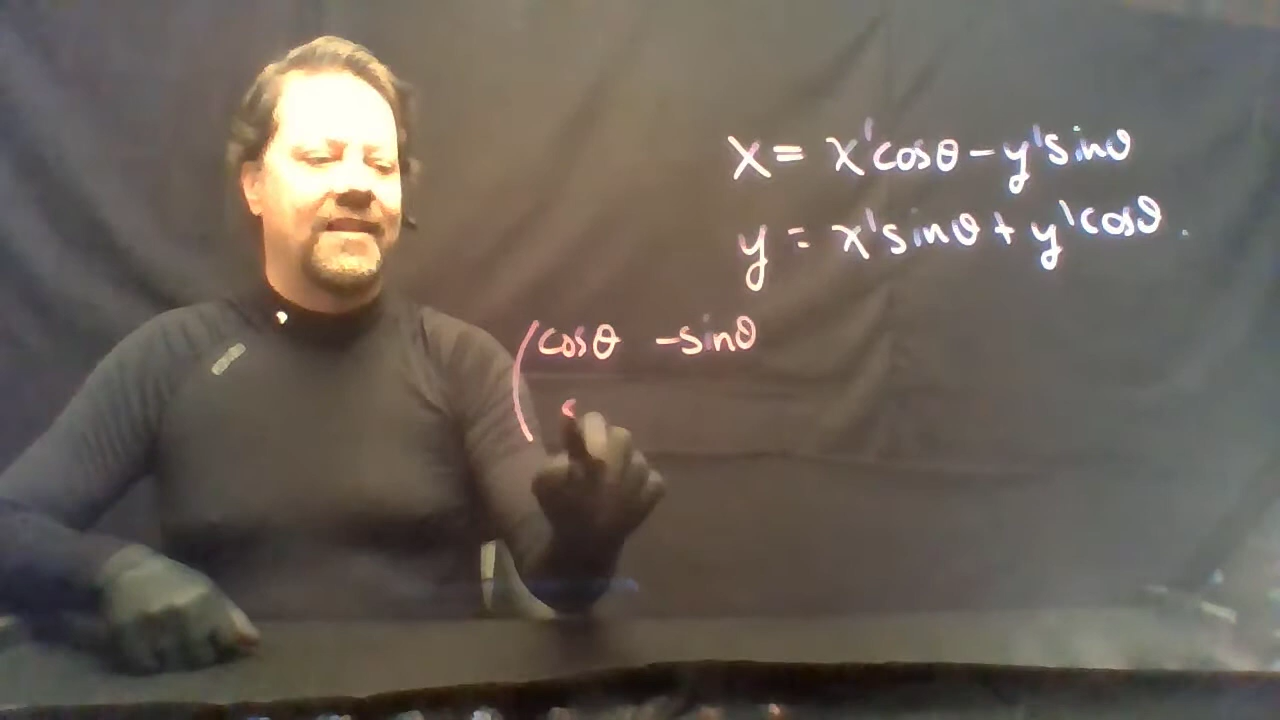 x = x'cosθ - y'sinθ
y = x'sinθ + y'cosθ.
(cosθ -sinθ